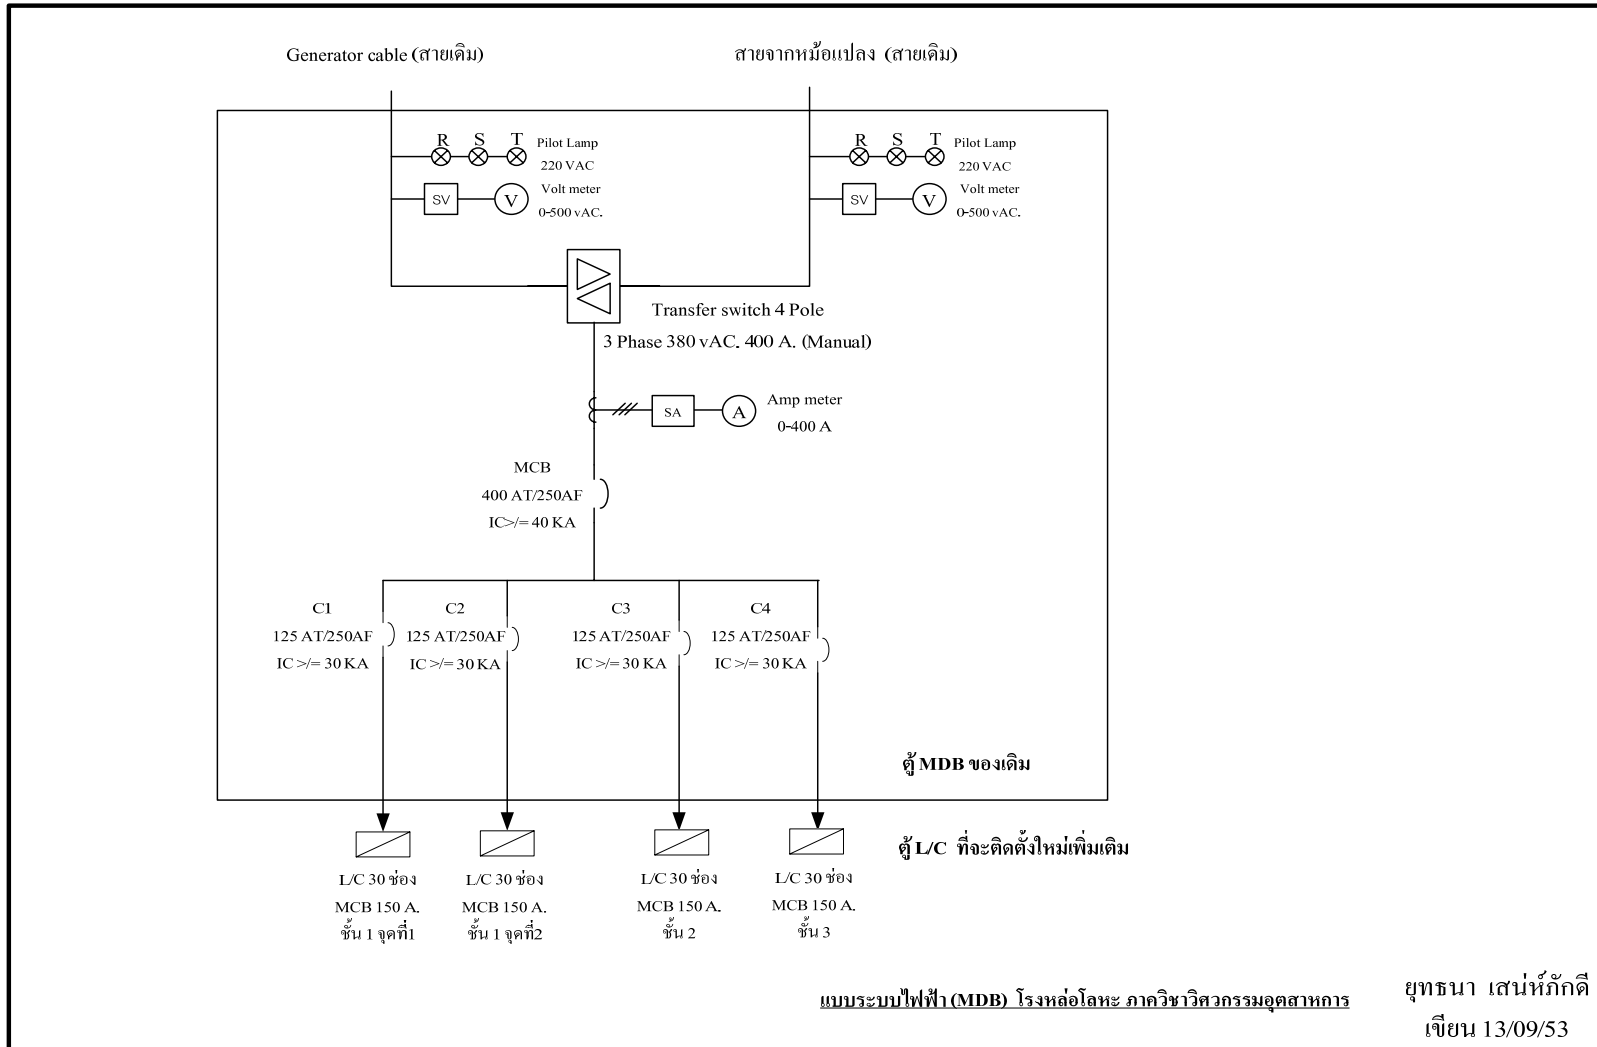 Generator cable (สายเดิม)
สายจากหม้อแปลง (สายเดิม)
R S T
Pilot Lamp
220 VAC
SV
V
Volt meter
0-500 vAC.
R S T
Pilot Lamp
220 VAC
SV
V
Volt meter
0-500 vAC.
Transfer switch 4 Pole
3 Phase 380 vAC. 400 A. (Manual)
SA
A
Amp meter
0-400 A
MCB
400 AT/250AF
IC>/= 40 KA
C1
125 AT/250AF
IC >/= 30 KA
C2
125 AT/250AF
IC >/= 30 KA
C3
125 AT/250AF
IC >/= 30 KA
C4
125 AT/250AF
IC >/= 30 KA
ตู้ MDB ของเดิม
ตู้ L/C ที่จะติดตั้งใหม่เพิ่มเติม
L/C 30 ช่อง
MCB 150 A.
ชั้น 1 จุดที่1
L/C 30 ช่อง
MCB 150 A.
ชั้น 1 จุดที่2
L/C 30 ช่อง
MCB 150 A.
ชั้น 2
L/C 30 ช่อง
MCB 150 A.
ชั้น 3
แบบระบบไฟฟ้า (MDB) โรงหล่อโลหะ ภาควิชาวิศวกรรมอุตสาหการ
ยุทธนา เสน่ห์ภักดี
เขียน 13/09/53